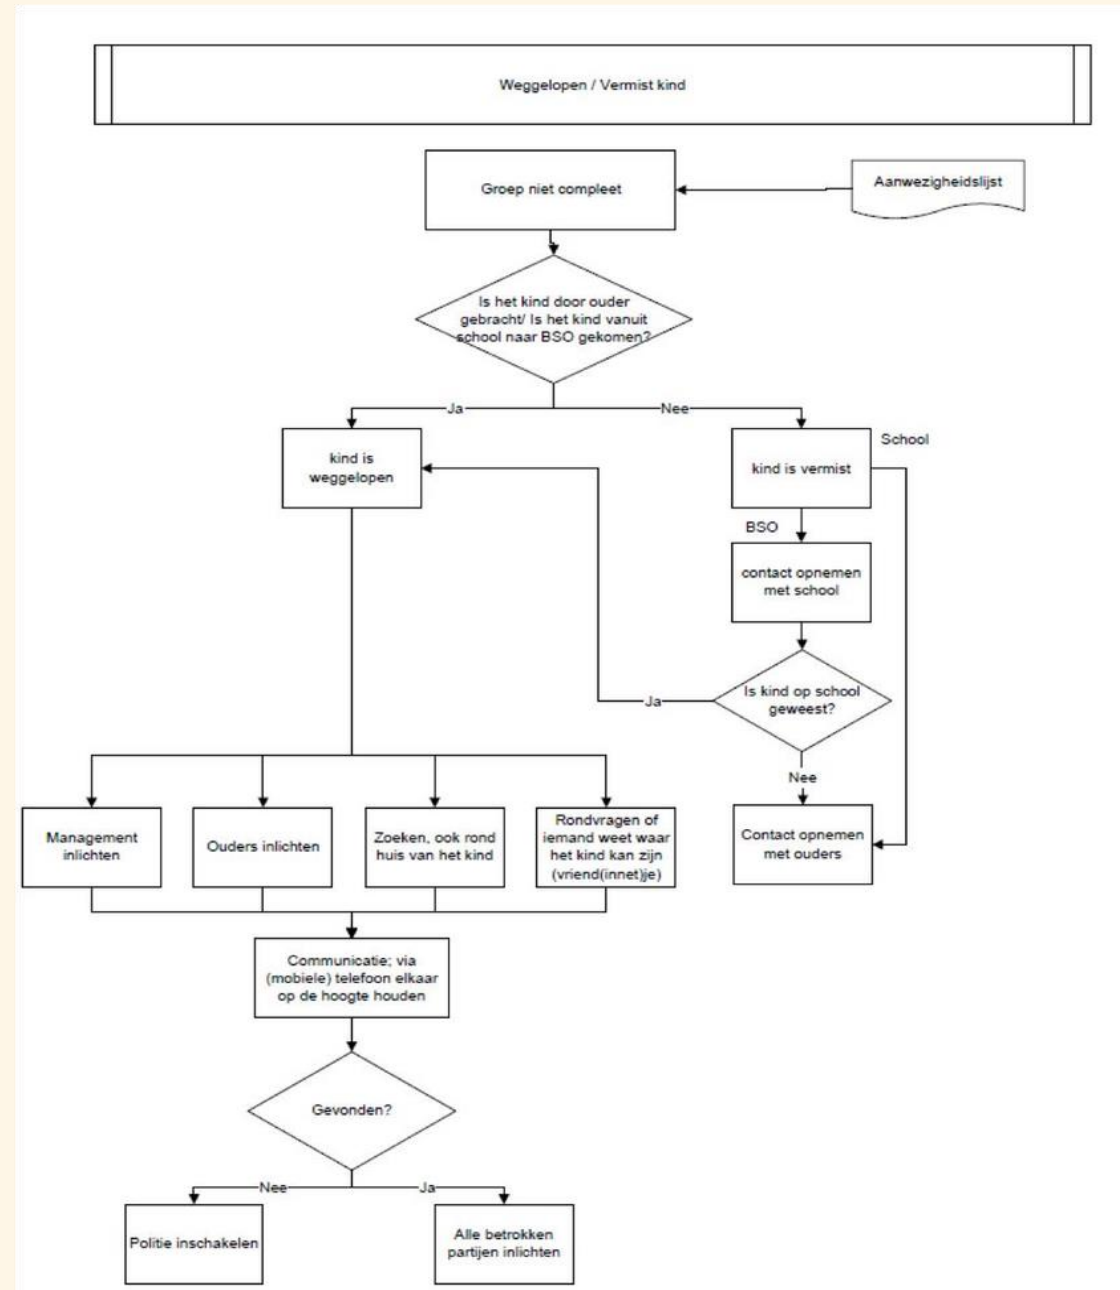 Weggelopen / Vermist kind
Groep niet compleet
Aanwezigheidslijst
Is het kind door ouder
gebracht/ Is het kind vanuit
school naar BSO gekomen?
Ja
Nee
kind is
weggelopen
kind is vermist
School
BSO
contact opnemen
met school
Is kind op school
geweest?
Ja
Nee
Management
inlichten
Ouders inlichten
Zoeken, ook rond
huis van het kind
Rondvragen of
iemand weet waar
het kind kan zijn
(vriend(innet)je)
Contact opnemen
met ouders
Communicatie; via
(mobiele) telefoon elkaar
op de hoogte houden
Gevonden?
Nee
Ja
Politie inschakelen
Alle betrokken
partijen inlichten